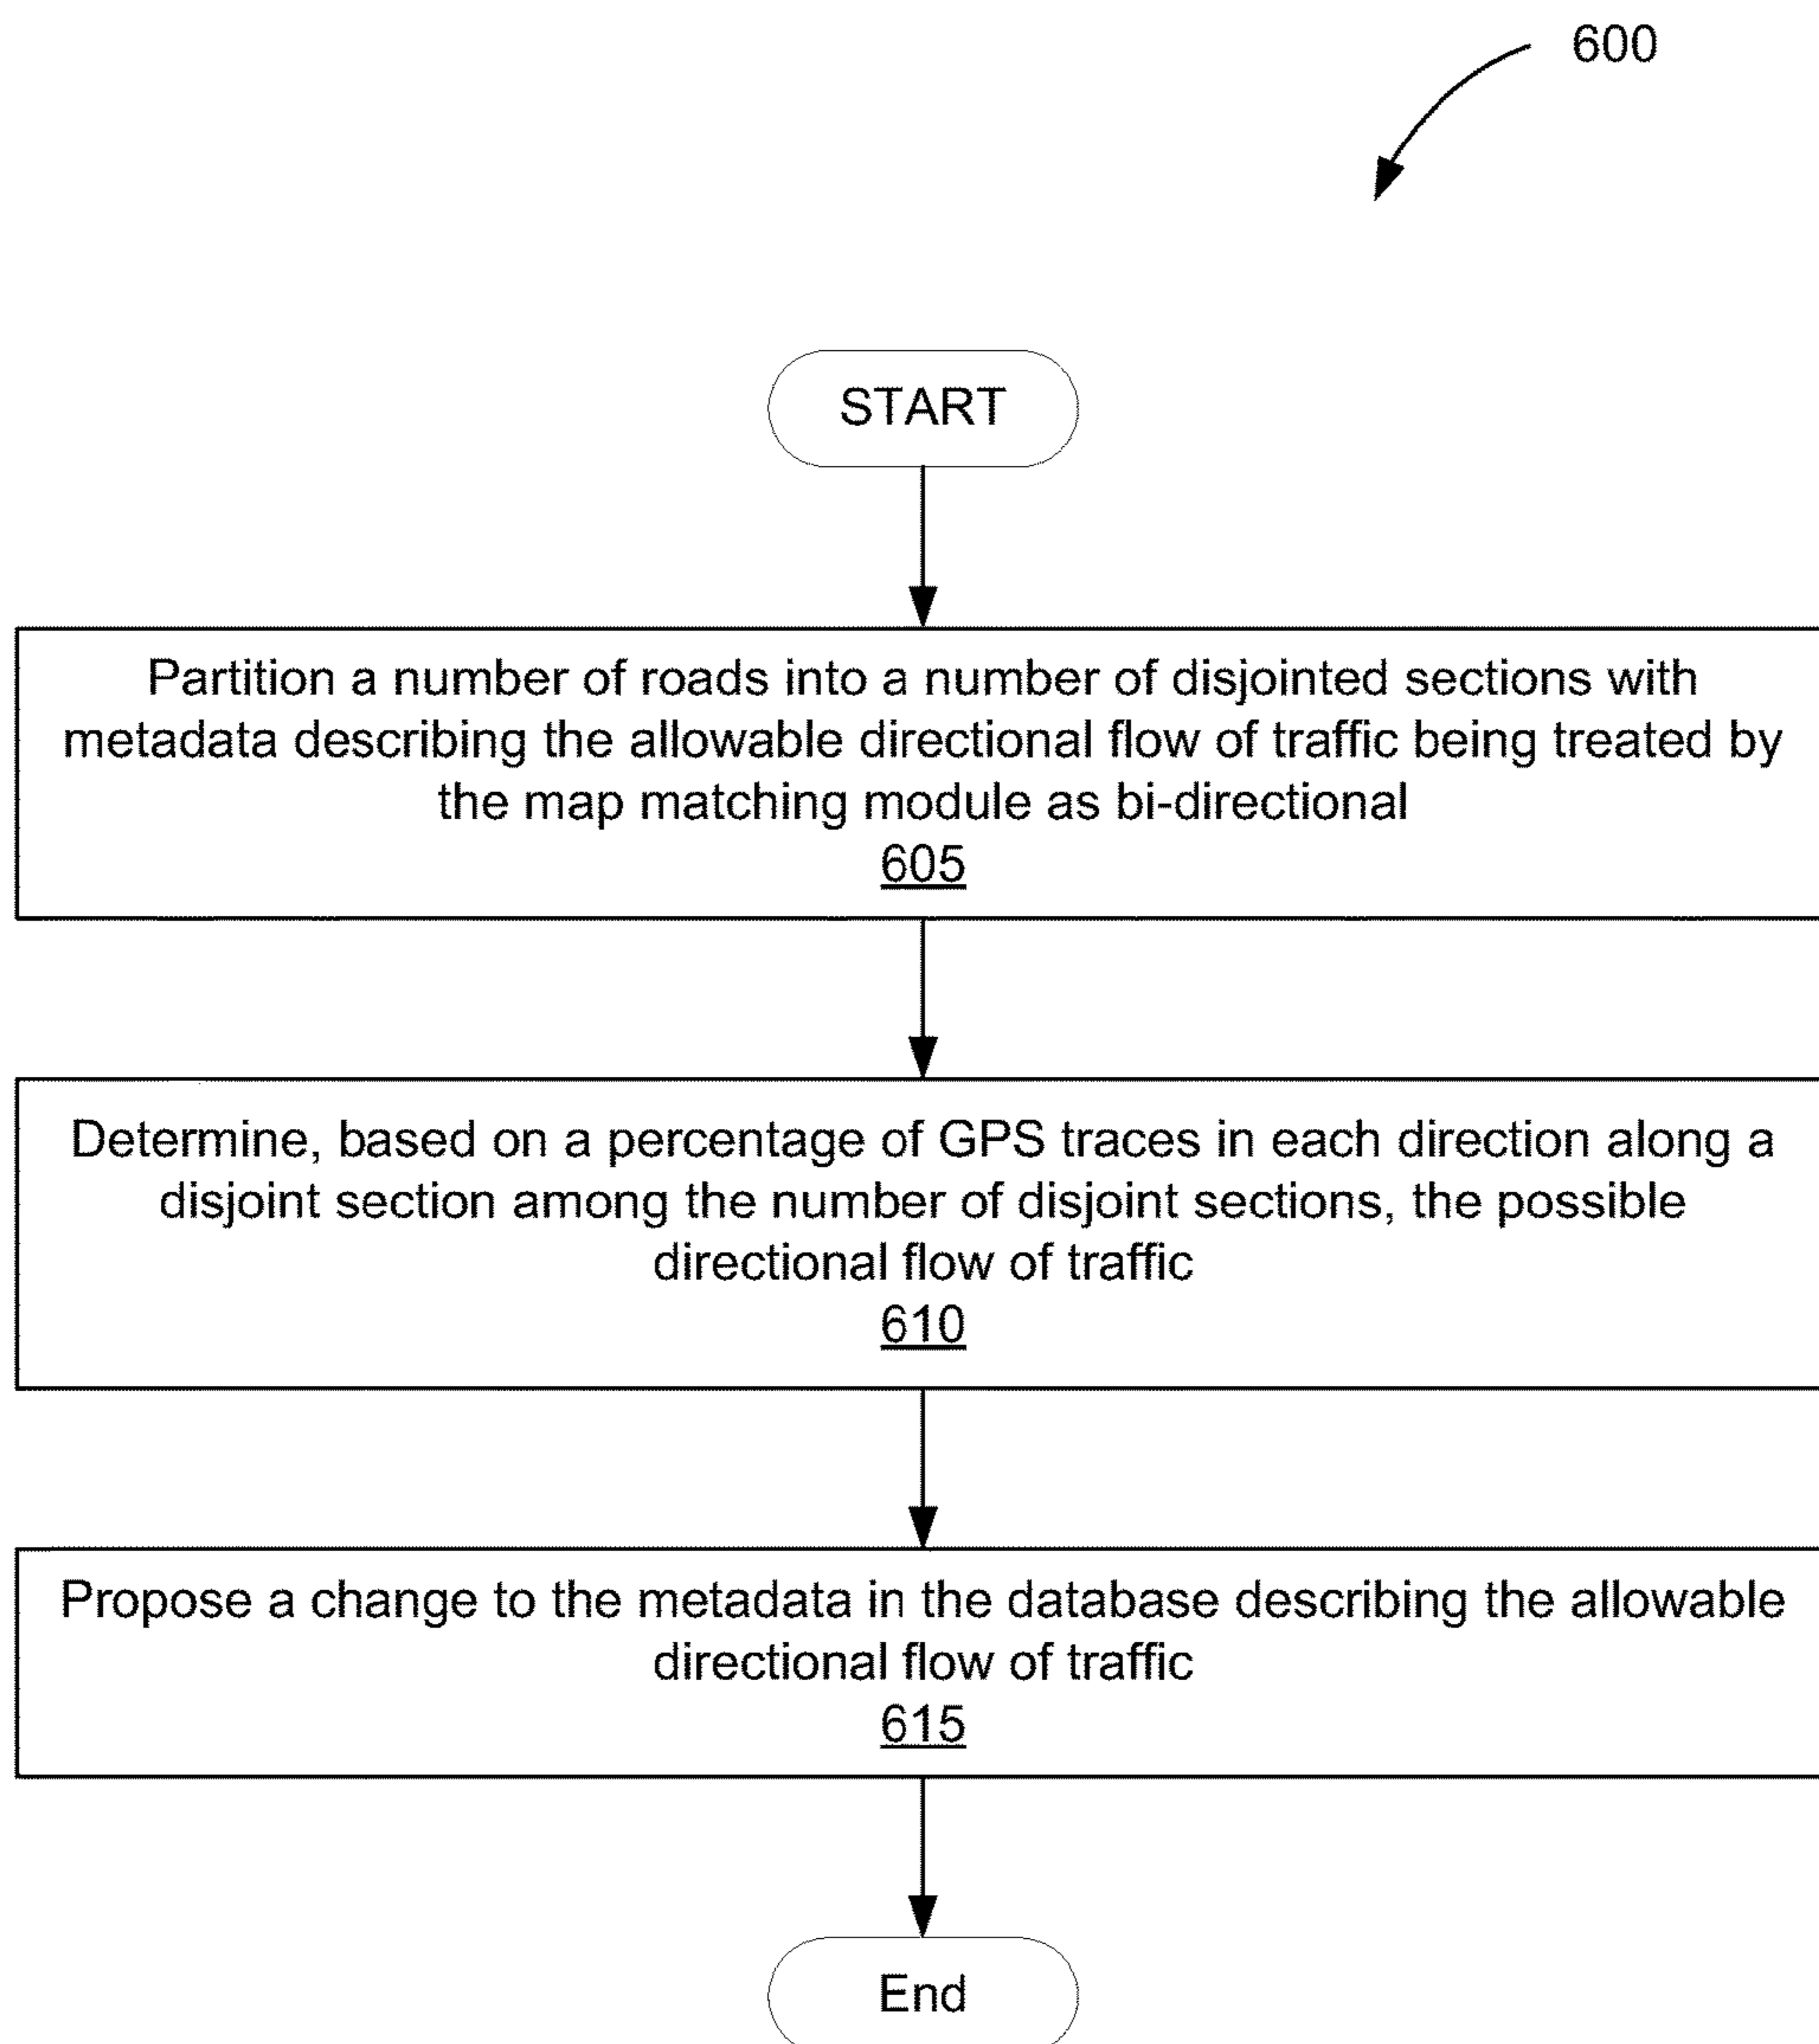 600
START
Partition a number of roads into a number of disjointed sections with
metadata describing the allowable directional flow of traffic being treated by
the map matching module as bi-directional
605
Determine, based on a percentage of GPS traces in each direction along a
disjoint section among the number of disjoint sections, the possible
directional flow of traffic
610
Propose a change to the metadata in the database describing the allowable
directional flow of traffic
615
End